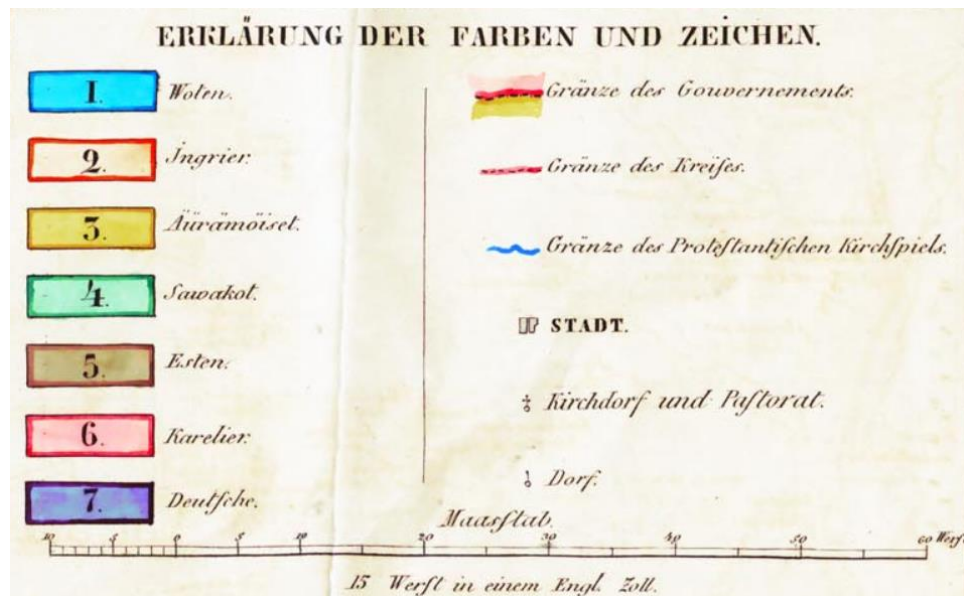 ERKLÄRUNG DER FARBEN UND ZEICHEN.
1. Woten.
2. Jngrier.
3. Äürämöiset.
4. Sawakot.
5. Eſten.
6. Karelier.
7. Deutſche.
Gränze des Gouvernements.
Gränze des Kreiſes.
Gränze des Proteſtantiſchen Kirchſpiels.
STADT.
Kirchdorf und Paſtorat.
Dorf.
Maasſtab.
10 5 0 5 10 20 30 40 50 60 Werſt
15 Werſt in einem Engl. Zoll.